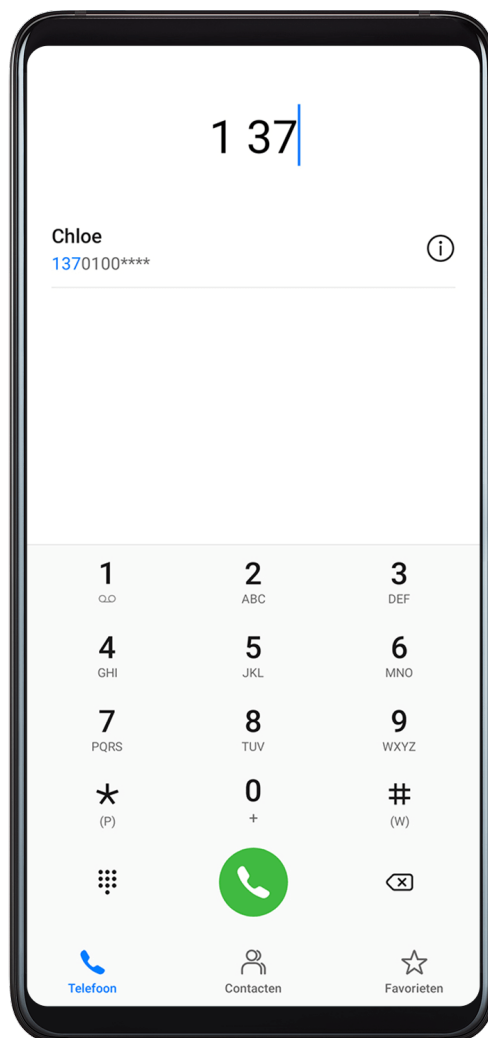 1 37
Chloe
1370100****
1 2 3
ABC DEF
4 5 6
GHI JKL MNO
7 8 9
PQRS TUV WXYZ
* 0 #
(P) + (W)
Telefoon Contacten Favorieten